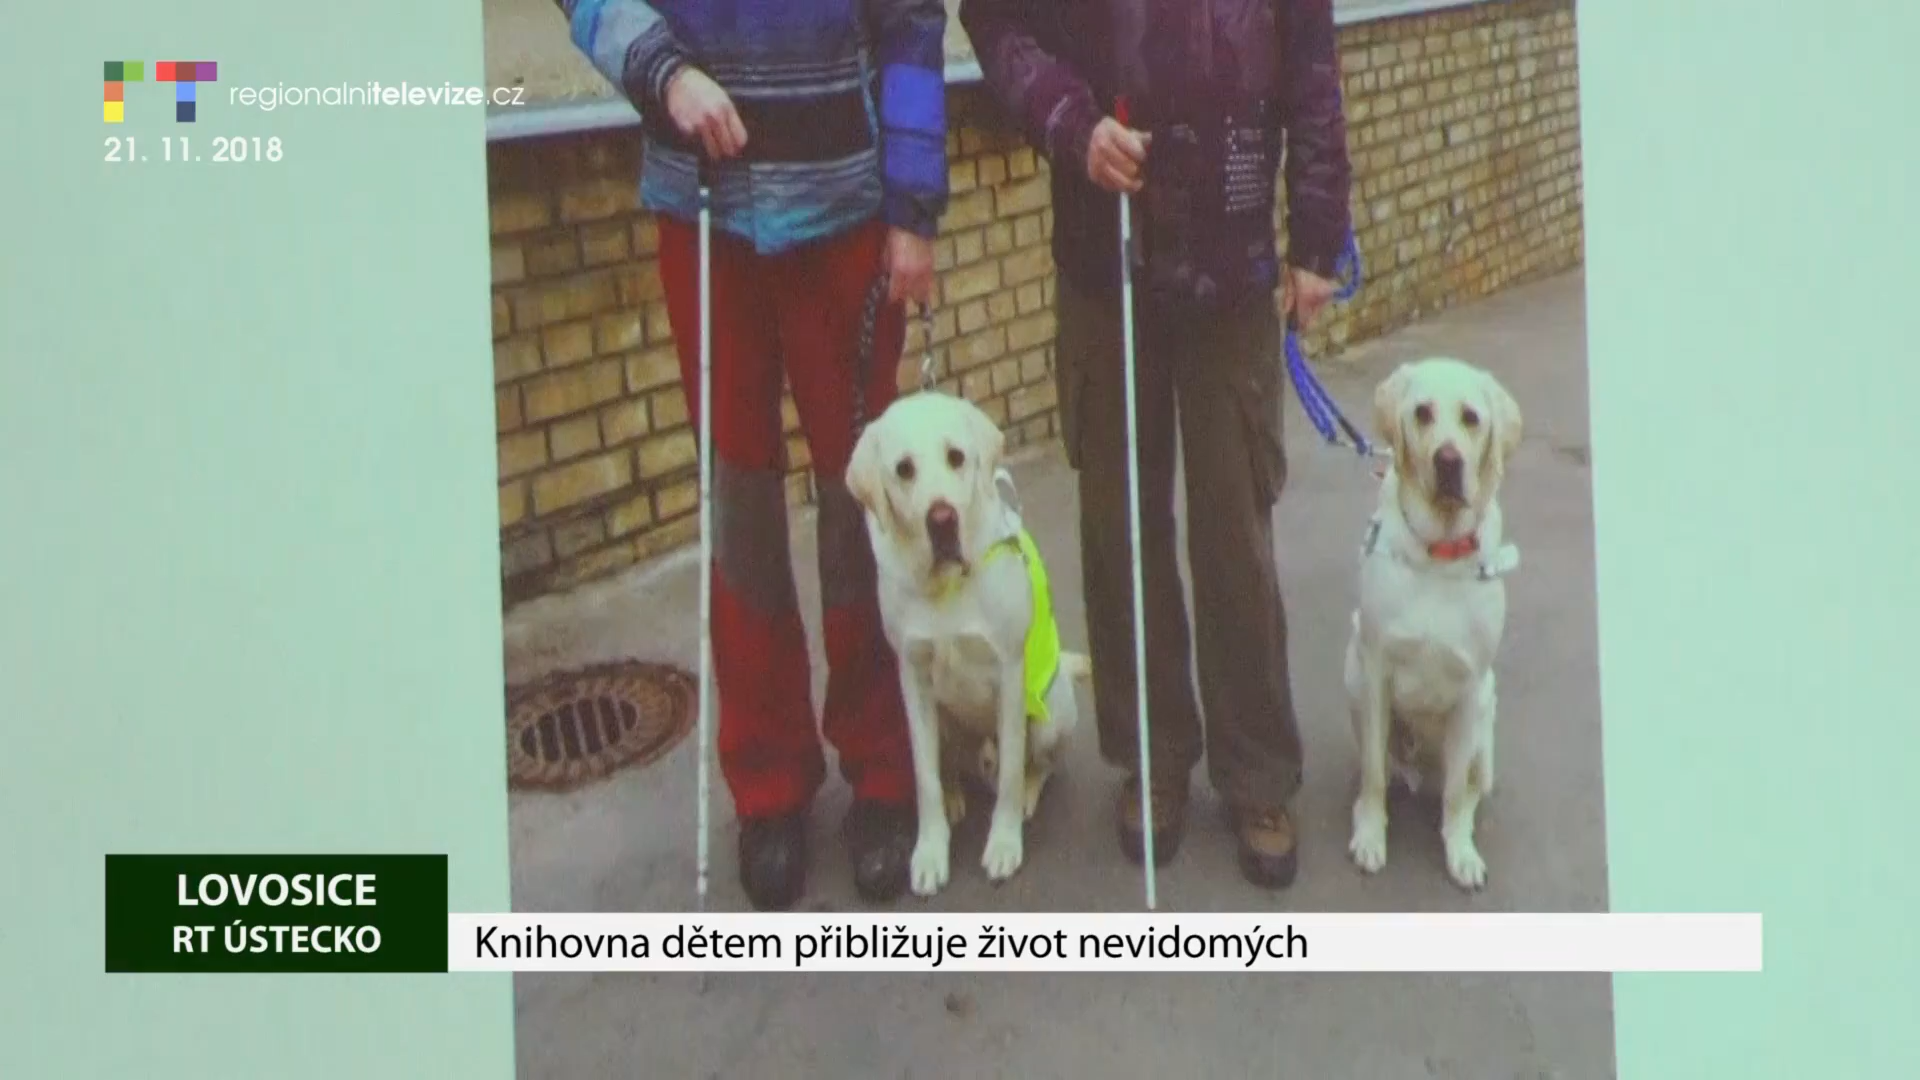 regionalnitelevize.cz
21. 11. 2018
LOVOSICE
RT ÚSTECKO
Knihovna dětem přibližuje život nevidomých